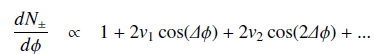 dN±/dϕ ∝ 1 + 2v₁ cos(Δϕ) + 2v₂ cos(2Δϕ) + ...